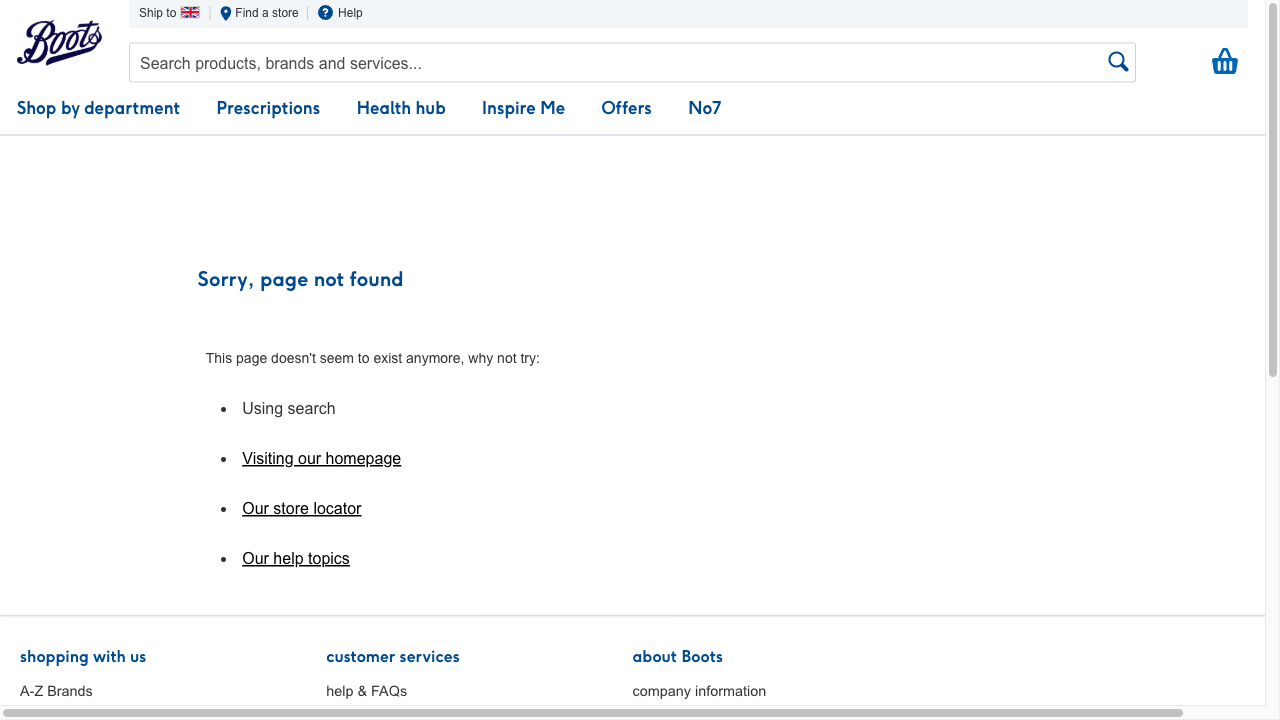 Ship to
Find a store
? Help
Boots
Search products, brands and services...
Shop by department
Prescriptions
Health hub
Inspire Me
Offers
No7
Sorry, page not found
This page doesn't seem to exist anymore, why not try:
• Using search
• Visiting our homepage
• Our store locator
• Our help topics
shopping with us
customer services
about Boots
A-Z Brands
help & FAQs
company information